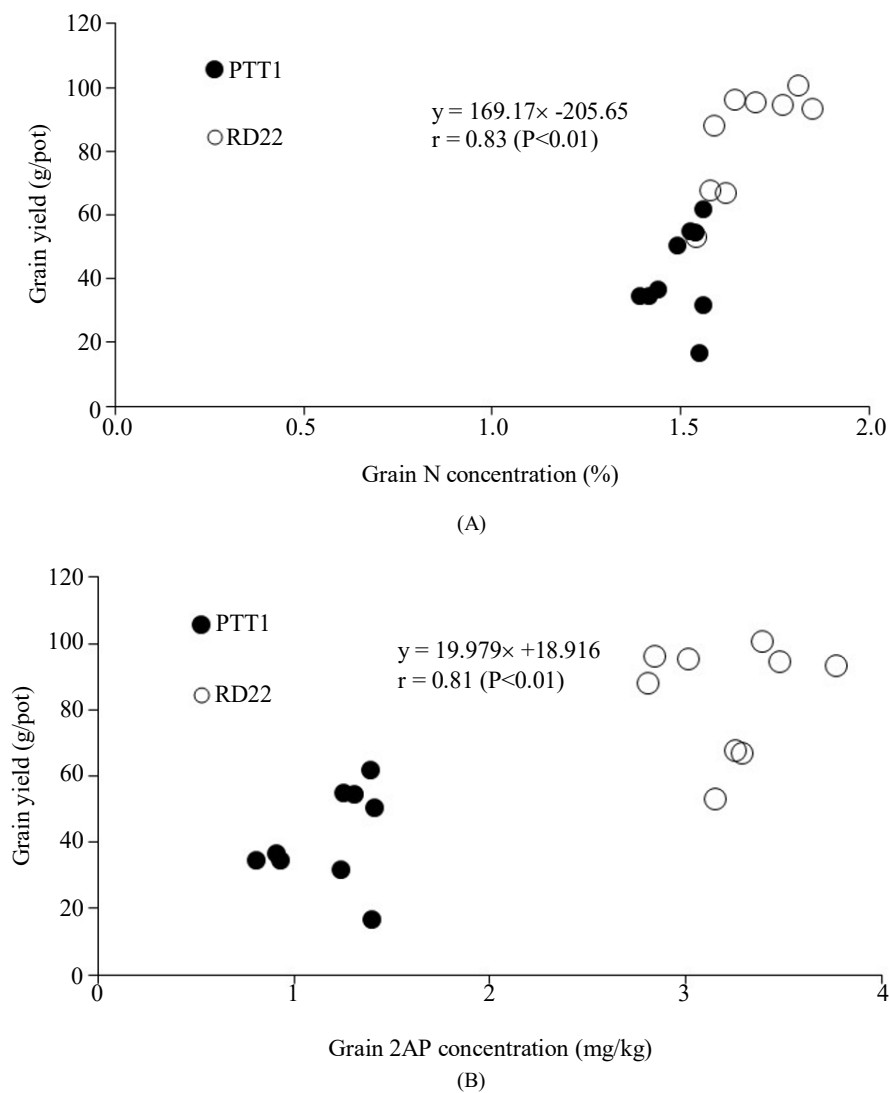 120
100
80
60
40
20
0
Grain yield (g/pot)
PTT1
RD22
y = 169.17× -205.65
r = 0.83 (P<0.01)
0.0 0.5 1.0 1.5 2.0
Grain N concentration (%)
(A)
120
100
80
60
40
20
0
Grain yield (g/pot)
PTT1
RD22
y = 19.979× +18.916
r = 0.81 (P<0.01)
0 1 2 3 4
Grain 2AP concentration (mg/kg)
(B)